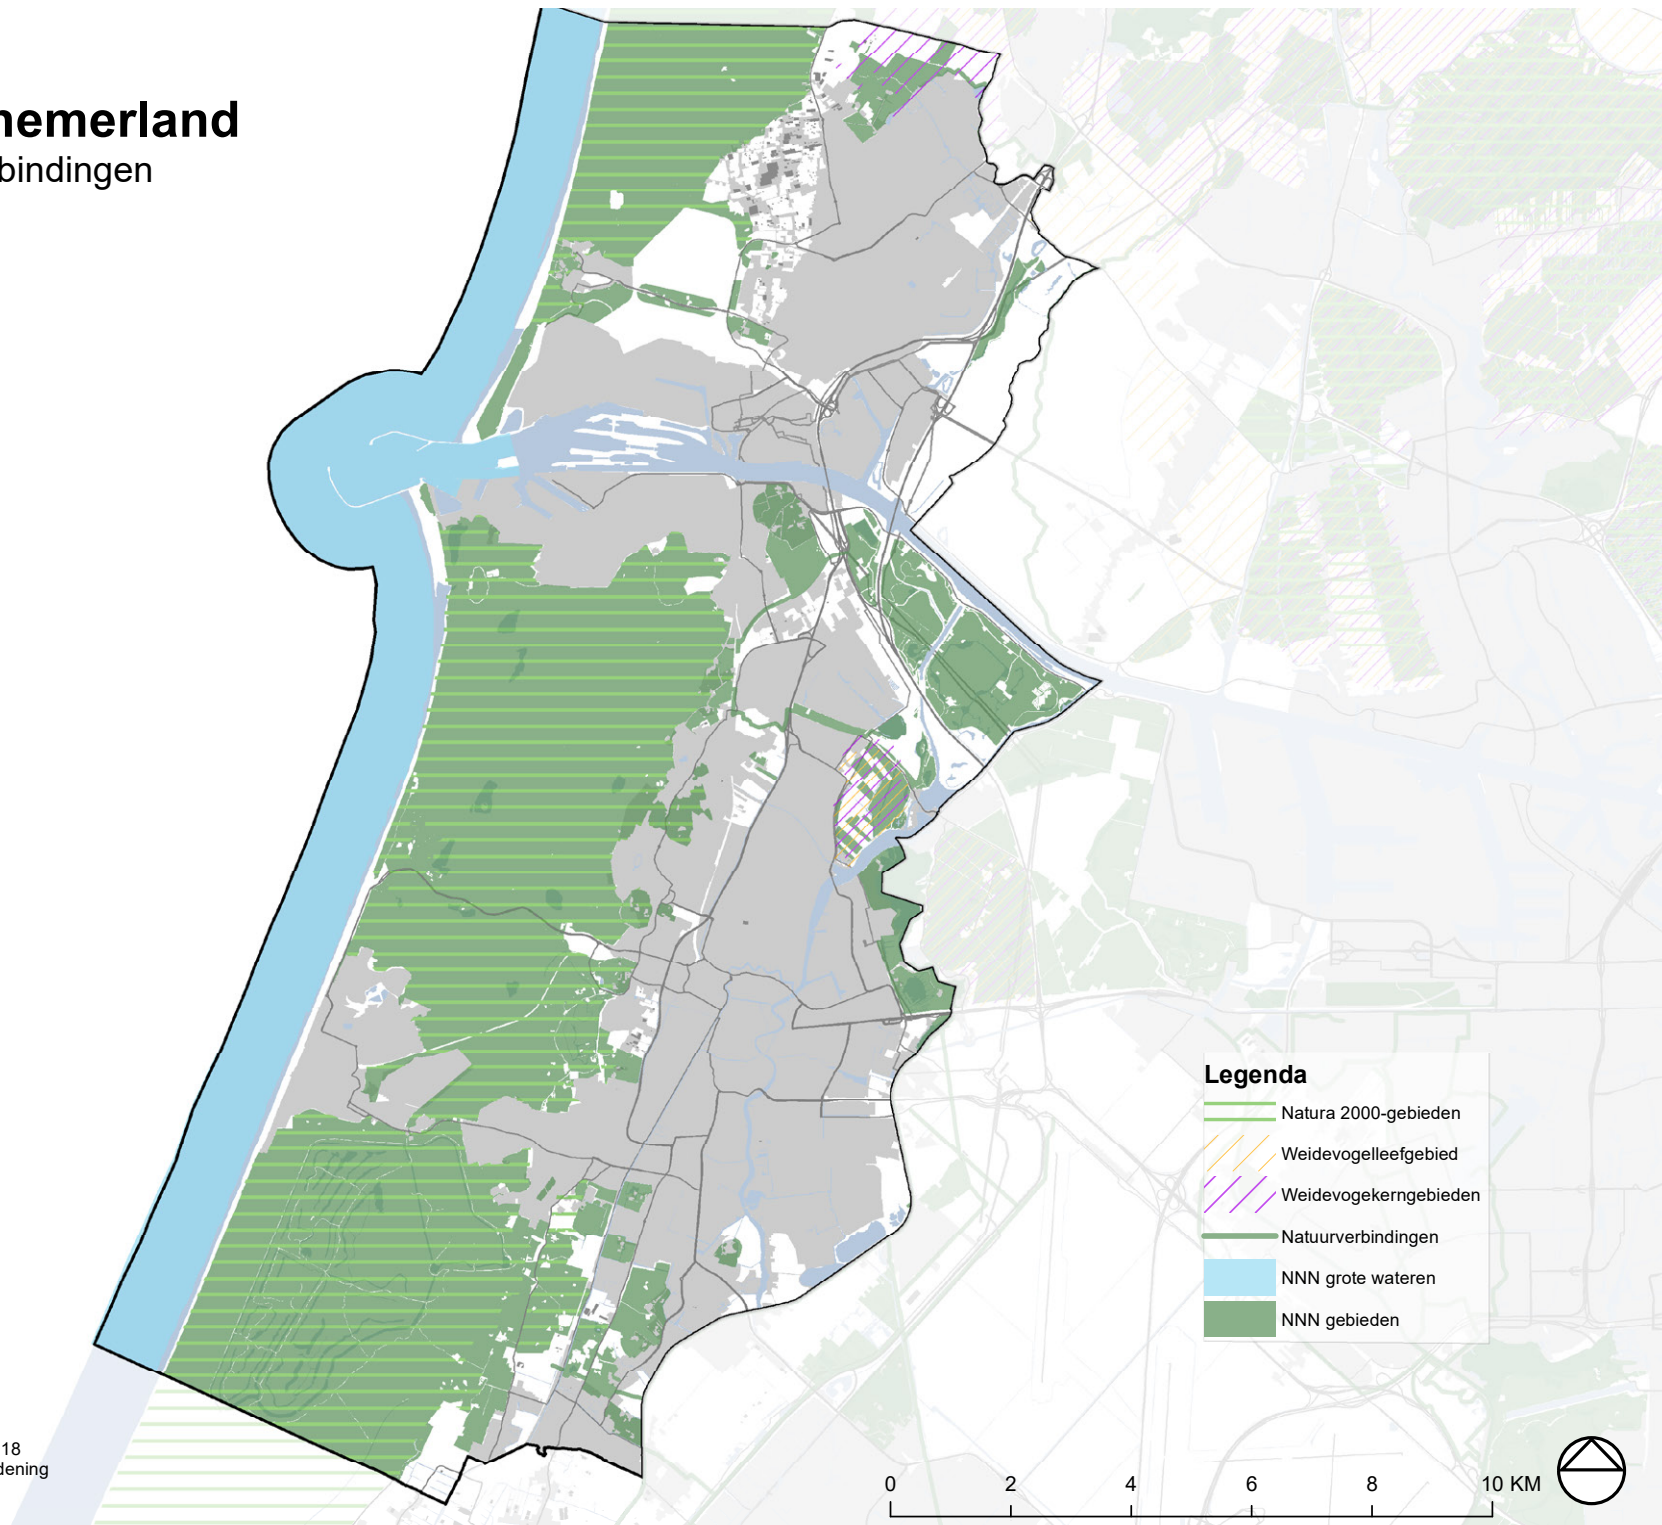 nemerland
bindingen
Legenda
Natura 2000-gebieden
Weidevogelleefgebied
Weidevogekerngebieden
Natuurverbindingen
NNN grote wateren
NNN gebieden
18
dening
0 2 4 6 8 10 KM